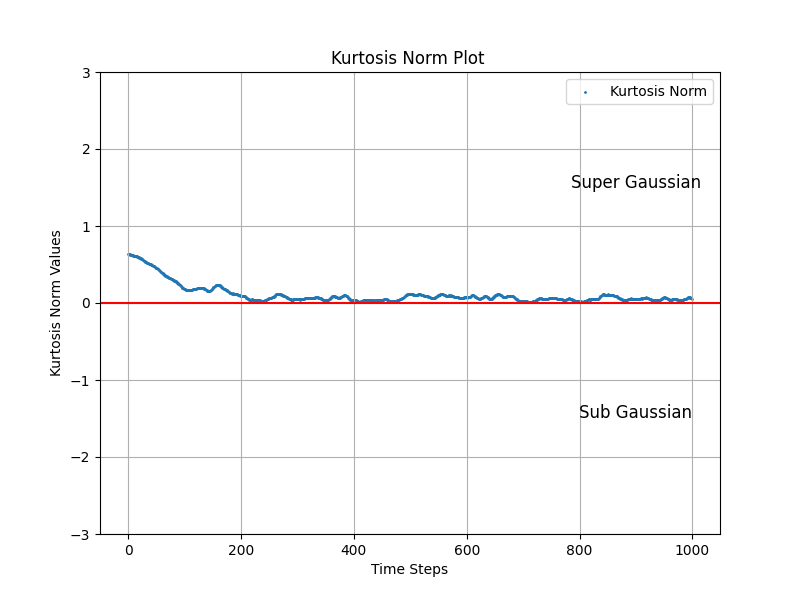 Kurtosis Norm Plot
3
Kurtosis Norm
2
Super Gaussian
1
Kurtosis Norm Values
0
−1
Sub Gaussian
−2
−3
0 200 400 600 800 1000
Time Steps